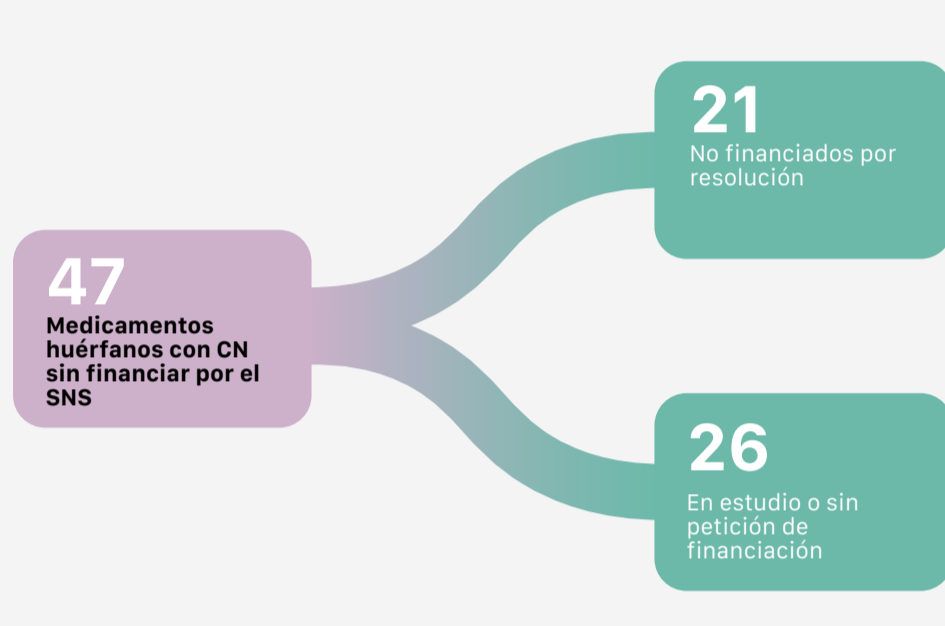 21
No financiados por
resolución
47
Medicamentos
huérfanos con CN
sin financiar por el
SNS
26
En estudio o sin
petición de
financiación